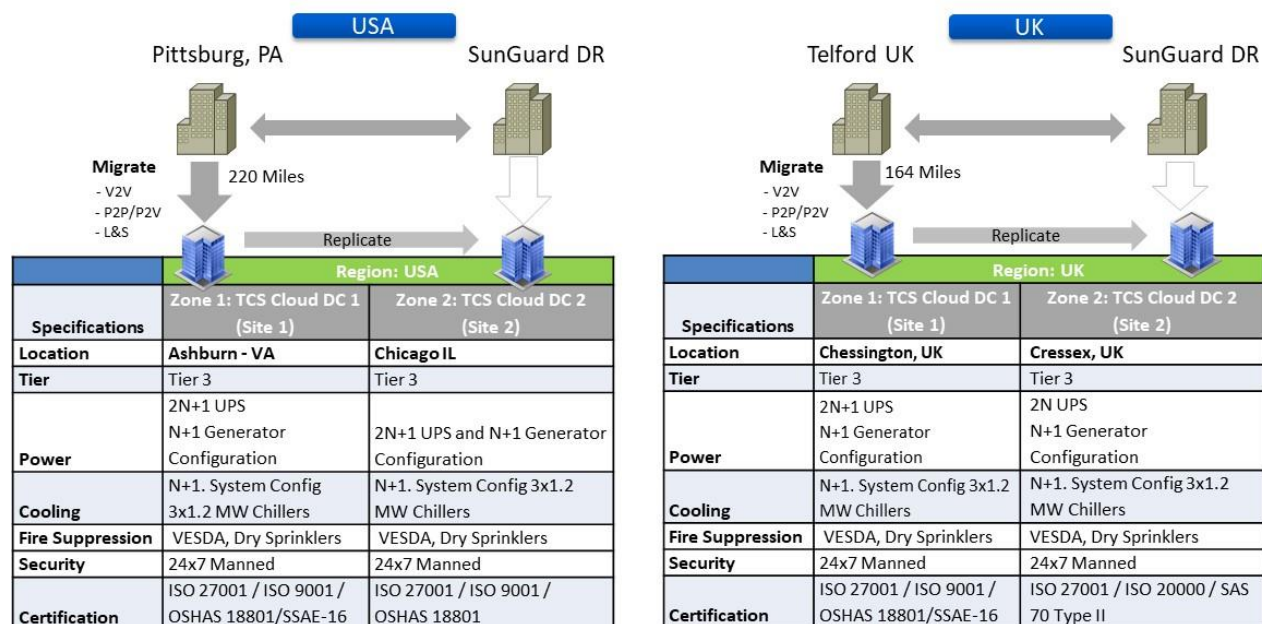 USA
Pittsburg, PA
SunGuard DR
Migrate
- V2V
- P2P/P2V
- L&S
220 Miles
Replicate
Region: USA
Specifications
Zone 1: TCS Cloud DC 1
(Site 1)
Zone 2: TCS Cloud DC 2
(Site 2)
Location
Ashburn - VA
Chicago IL
Tier
Tier 3
Tier 3
Power
2N+1 UPS
N+1 Generator
Configuration
2N+1 UPS and N+1 Generator
Configuration
Cooling
N+1. System Config
3x1.2 MW Chillers
N+1. System Config 3x1.2
MW Chillers
Fire Suppression
VESDA, Dry Sprinklers
VESDA, Dry Sprinklers
Security
24x7 Manned
24x7 Manned
Certification
ISO 27001 / ISO 9001 /
OSHAS 18801/SSAE-16
ISO 27001 / ISO 9001 /
OSHAS 18801
UK
Telford UK
SunGuard DR
Migrate
- V2V
- P2P/P2V
- L&S
164 Miles
Replicate
Region: UK
Specifications
Zone 1: TCS Cloud DC 1
(Site 1)
Zone 2: TCS Cloud DC 2
(Site 2)
Location
Chessington, UK
Cressex, UK
Tier
Tier 3
Tier 3
Power
2N+1 UPS
N+1 Generator
Configuration
2N UPS
N+1 Generator
Configuration
Cooling
N+1. System Config 3x1.2
MW Chillers
N+1. System Config 3x1.2
MW Chillers
Fire Suppression
VESDA, Dry Sprinklers
VESDA, Dry Sprinklers
Security
24x7 Manned
24x7 Manned
Certification
ISO 27001 / ISO 9001 /
OSHAS 18801/SSAE-16
ISO 27001 / ISO 20000 / SAS
70 Type II